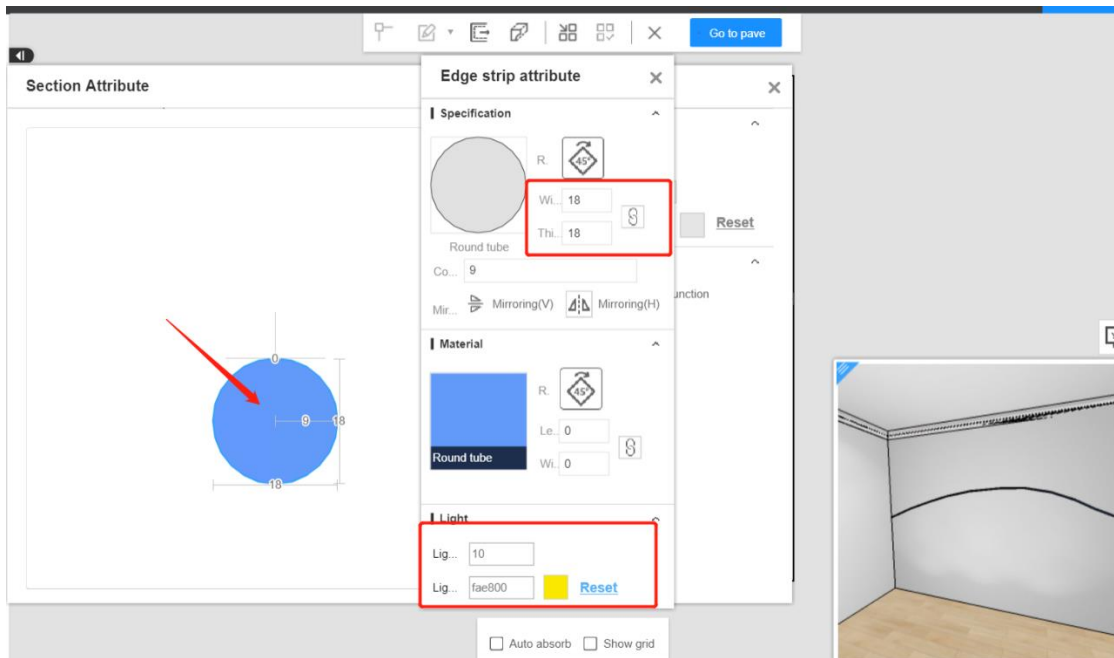 Go to pave
Section Attribute
Edge strip attribute
Specification
R.
45°
Wi... 18
Thi... 18
Round tube
Reset
Co... 9
Mir... Mirroring(V) Mirroring(H)
unction
Material
R.
45°
Le.. 0
Round tube
Wi.. 0
0
9
18
18
Light
Lig... 10
Lig... fae800 Reset
Auto absorb Show grid